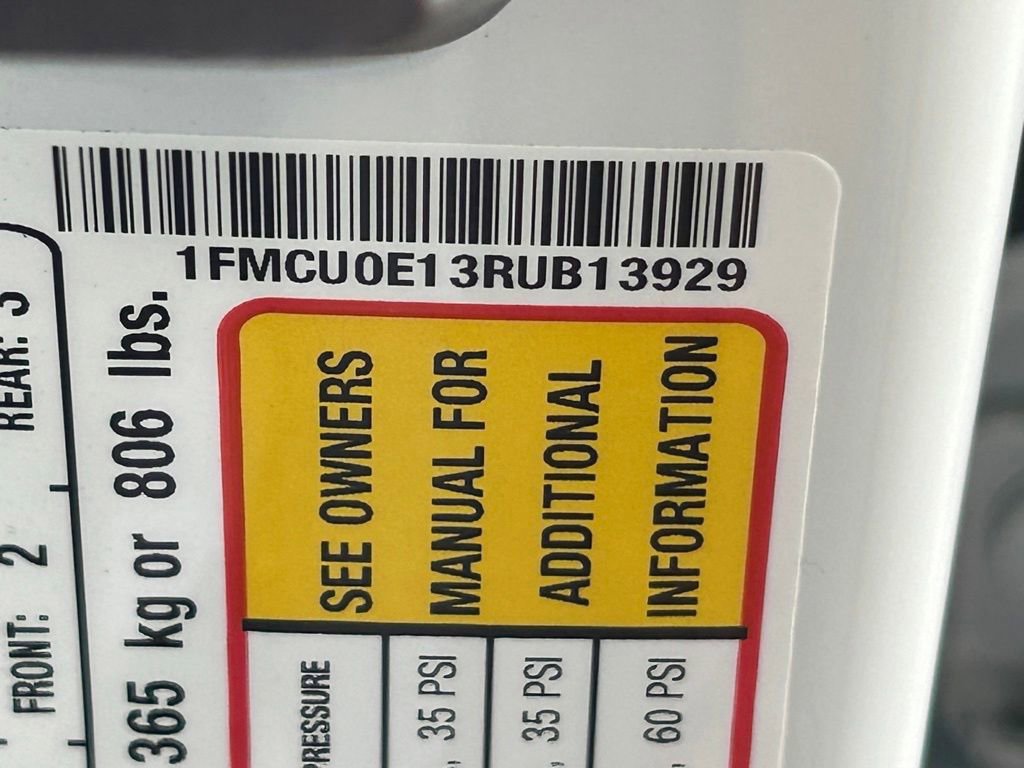 1FMCU0E13RUB13929
FRONT: 2 REAR: 3
365 kg or 806 lbs.
SEE OWNERS
MANUAL FOR
ADDITIONAL
INFORMATION
PRESSURE
35 PSI
35 PSI
60 PSI